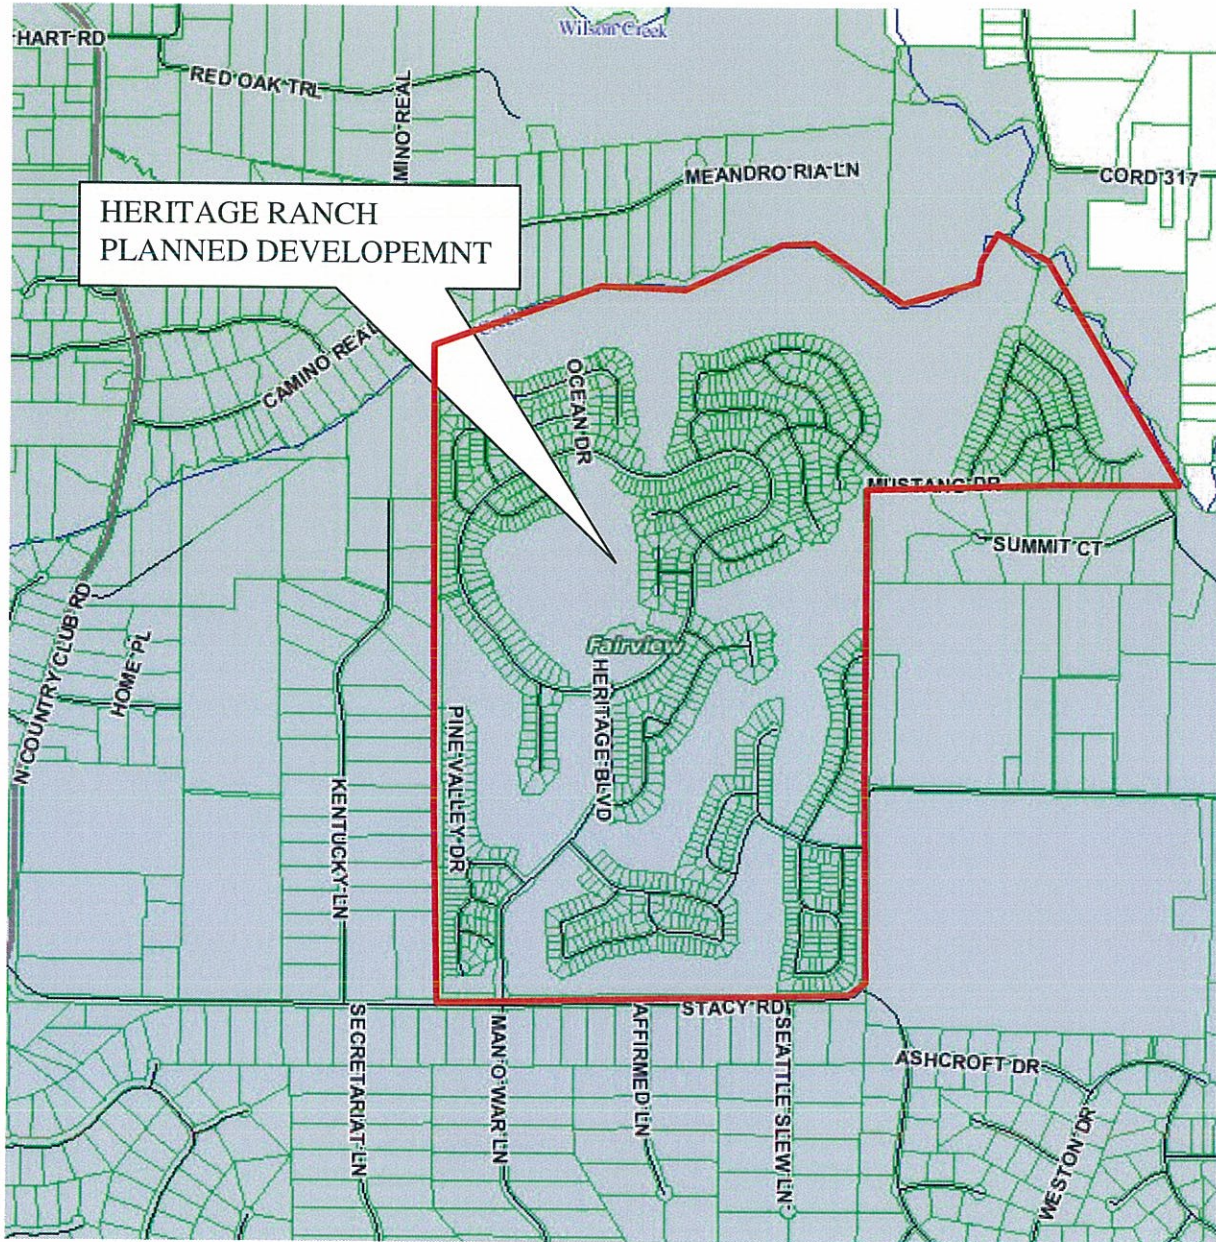 Wilson Creek
HART RD
RED OAK TRL
MINO REAL
MEANDRO RIA LN
CORD 317
HERITAGE RANCH
PLANNED DEVELOPEMNT
CAMINO REAL
OCEAN DR
MUSTANG DR
SUMMIT CT
N COUNTRY CLUB RD
HOME PL
Fairview
HERITAGE BLVD
PINE VALLEY DR
KENTUCKY LN
STACY RD
SECRETARIAT LN
MAN O WAR LN
AFFIRMED LN
SEATTLE SLEW LN
ASHCROFT DR
WESTON DR